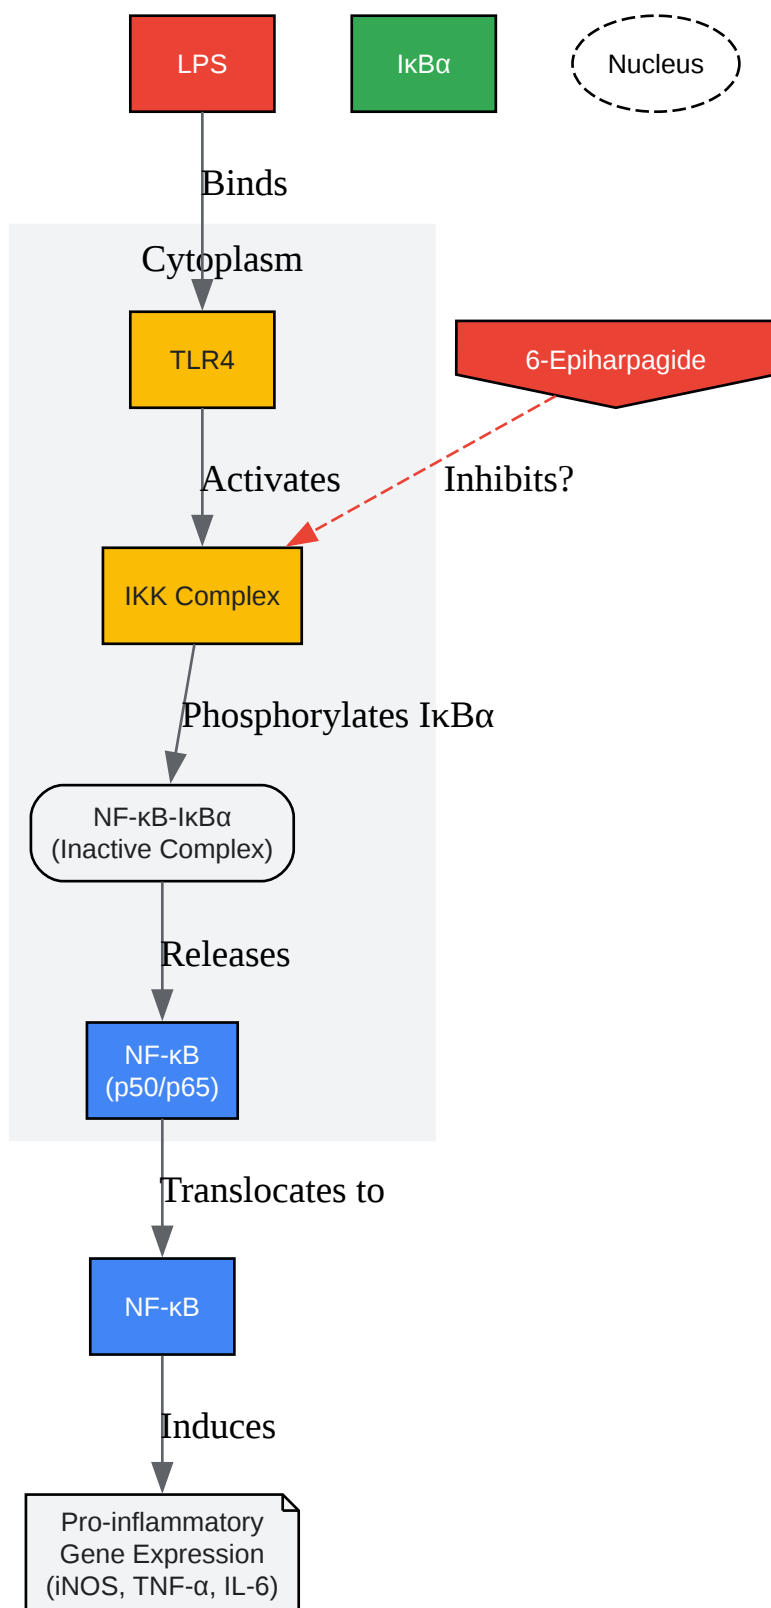 LPS
IκBα
Nucleus
Binds
Cytoplasm
TLR4
6-Epiharpagide
Activates
Inhibits?
IKK Complex
Phosphorylates IκBα
NF-κB-IκBα
(Inactive Complex)
Releases
NF-κB
(p50/p65)
Translocates to
NF-κB
Induces
Pro-inflammatory
Gene Expression
(iNOS, TNF-α, IL-6)